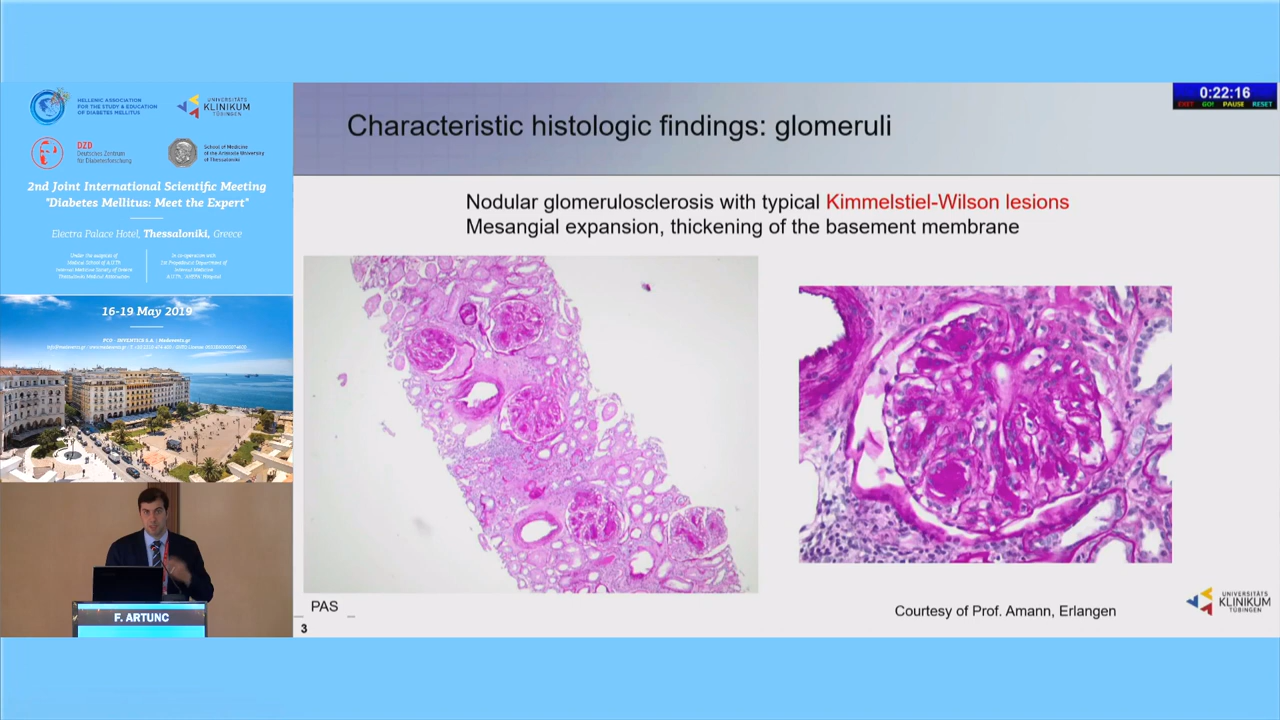 HELLENIC ASSOCIATION
FOR THE STUDY & EDUCATION
OF DIABETES MELLITUS
UNIVERSITÄTS
KLINIKUM
TÜBINGEN
DZD
Deutsches Zentrum
für Diabetesforschung
School of Medicine
of the Aristotle University
of Thessaloniki
2nd Joint International Scientific Meeting
"Diabetes Mellitus: Meet the Expert"
Electra Palace Hotel, Thessaloniki, Greece
Under the auspices of
Medical School of A.U.Th
Internal Medicine Society of Greece
Thessaloniki Medical Association
In co-operation with
1st Propedeutic Department of
Internal Medicine
A.U.Th, "AHEPA" Hospital
16-19 May 2019
F. ARTUNC
0:22:16
EXIT GO! PAUSE RESET
Characteristic histologic findings: glomeruli
Nodular glomerulosclerosis with typical Kimmelstiel-Wilson lesions
Mesangial expansion, thickening of the basement membrane
PAS
3
Courtesy of Prof. Amann, Erlangen
UNIVERSITÄTS
KLINIKUM
TÜBINGEN